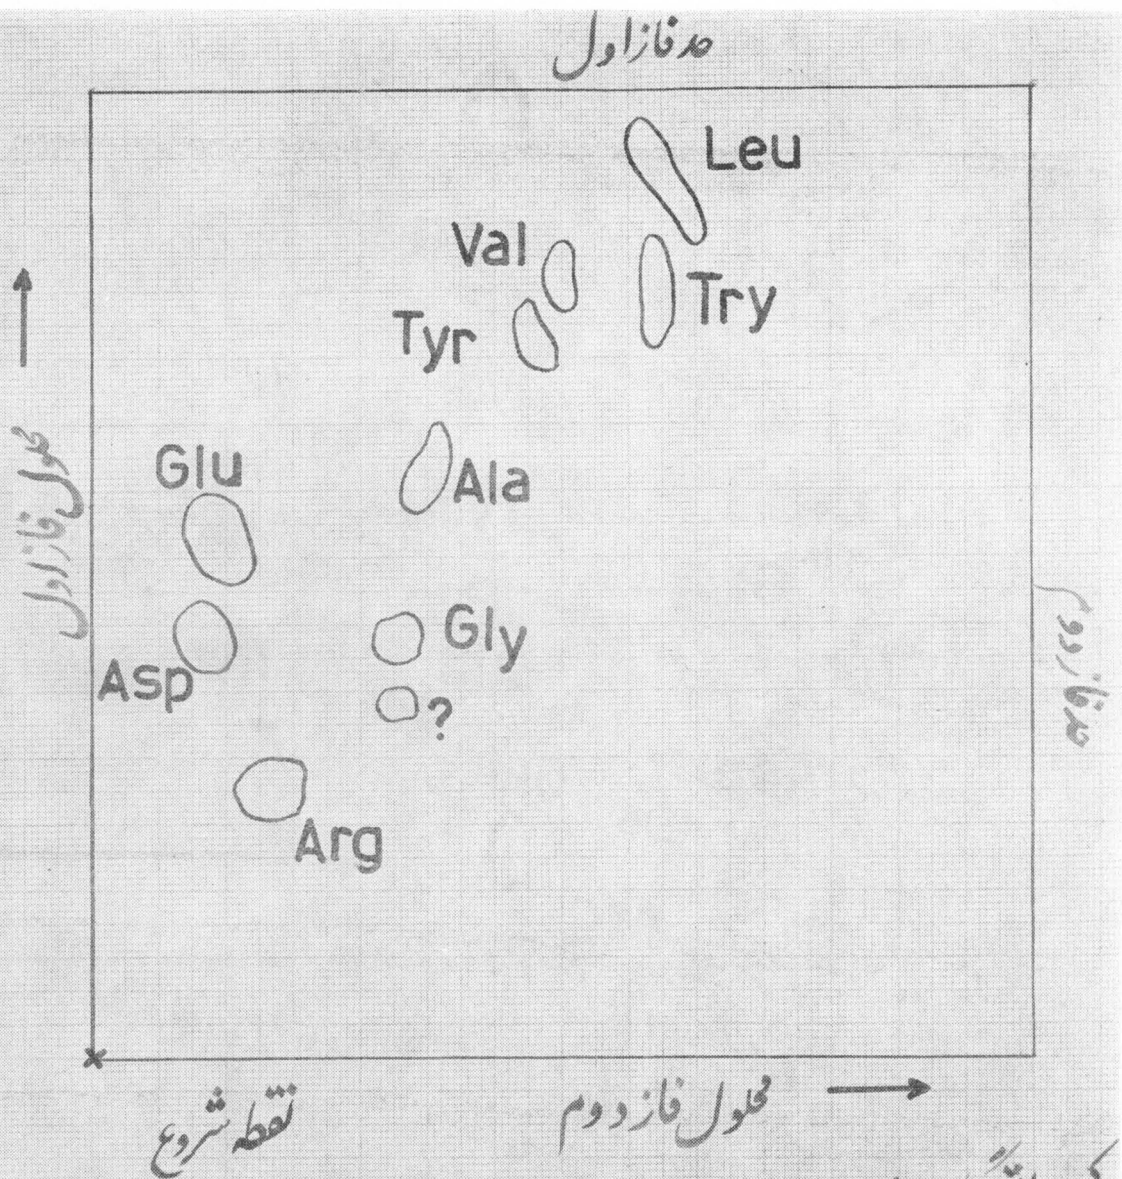 حد فاز اول
Leu
Val
Try
Tyr
Glu
Ala
محلول فاز اول
Gly
Asp
?
Arg
×
نقطه شروع
محلول فاز دوم